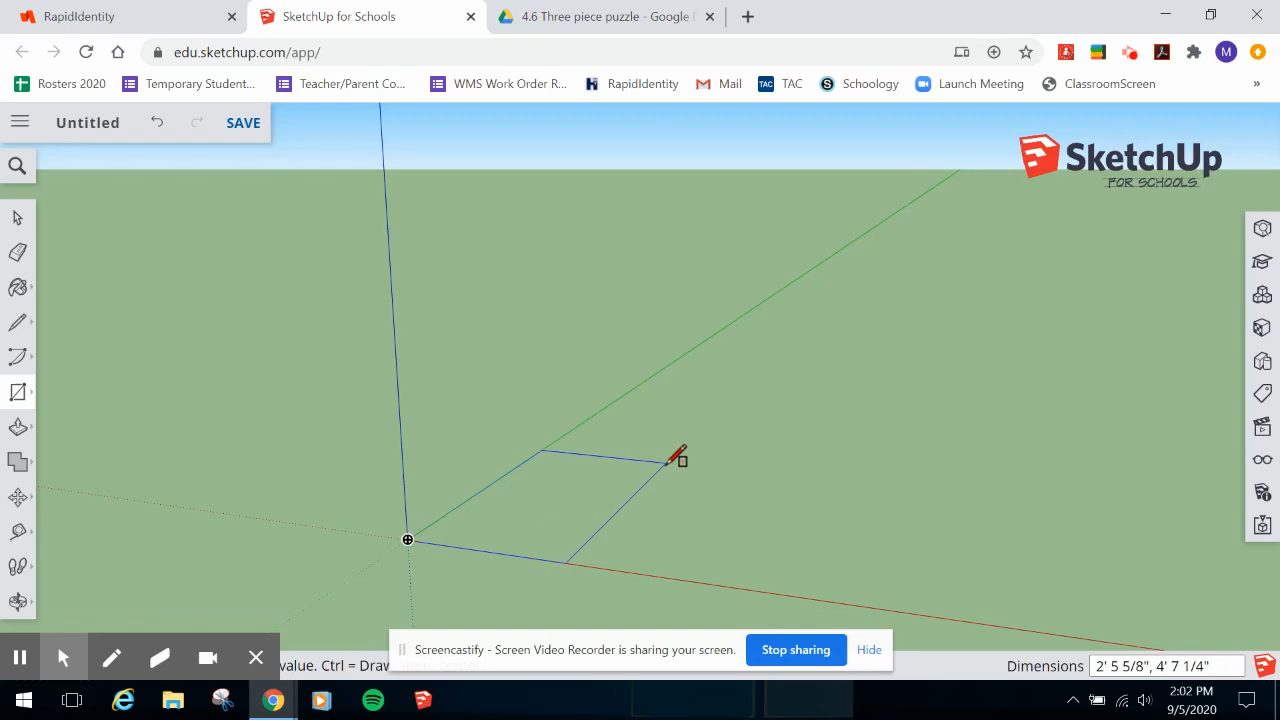 RapidIdentity
SketchUp for Schools
4.6 Three piece puzzle - Google D
edu.sketchup.com/app/
M
Rosters 2020
Temporary Student...
Teacher/Parent Co...
WMS Work Order R...
RapidIdentity
Mail
TAC TAC
Schoology
Launch Meeting
ClassroomScreen
»
Untitled
SAVE
SketchUp
FOR SCHOOLS
Screencastify - Screen Video Recorder is sharing your screen.
Stop sharing
Hide
value. Ctrl = Draw
Dimensions
2' 5 5/8", 4' 7 1/4"
2:02 PM
9/5/2020